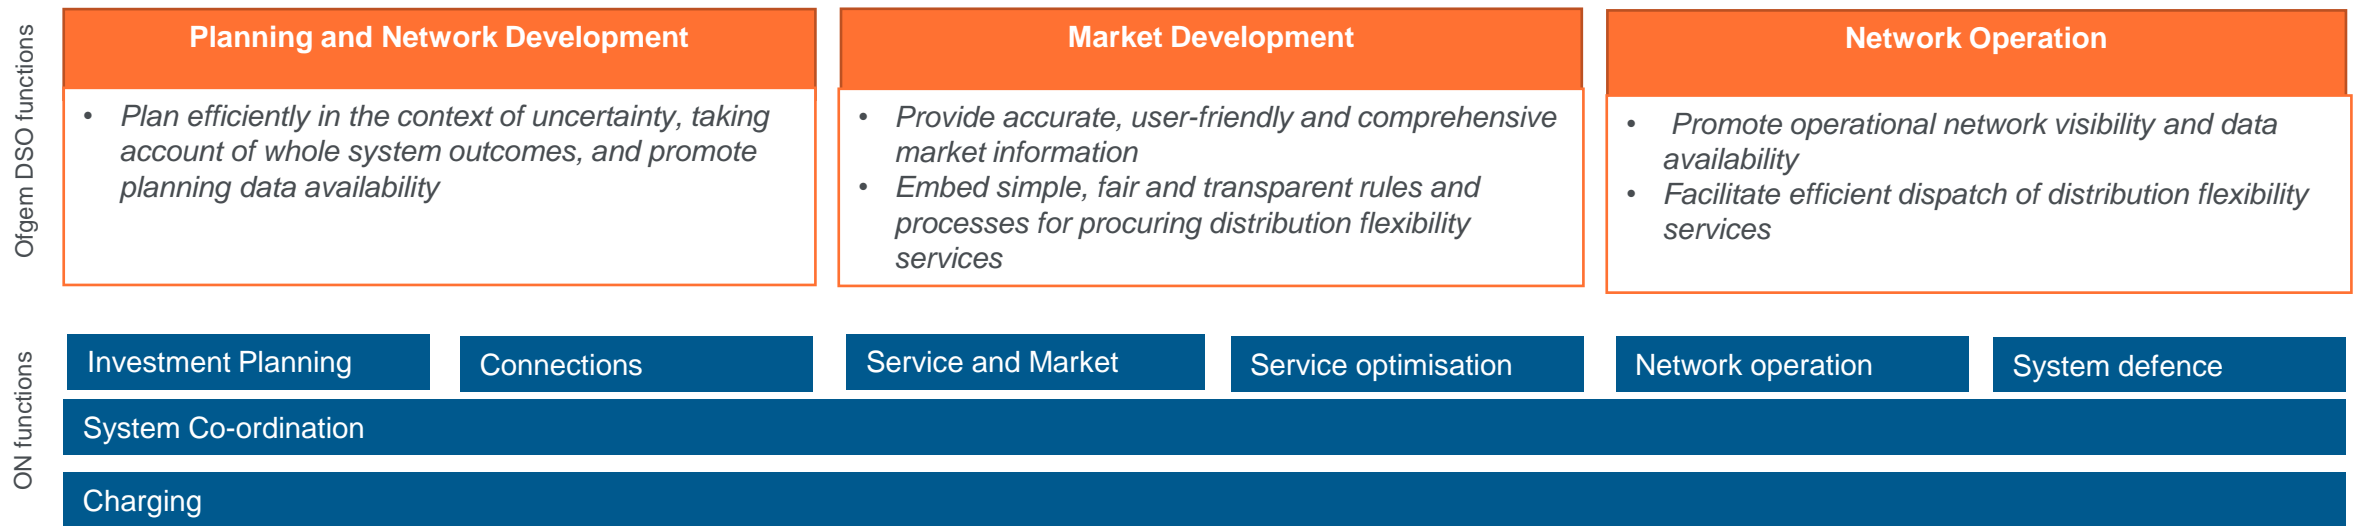 Ofgem DSO functions
Planning and Network Development
• Plan efficiently in the context of uncertainty, taking
account of whole system outcomes, and promote
planning data availability
Market Development
• Provide accurate, user-friendly and comprehensive
market information
• Embed simple, fair and transparent rules and
processes for procuring distribution flexibility
services
Network Operation
• Promote operational network visibility and data
availability
• Facilitate efficient dispatch of distribution flexibility
services
ON functions
Investment Planning
Connections
Service and Market
Service optimisation
Network operation
System defence
System Co-ordination
Charging